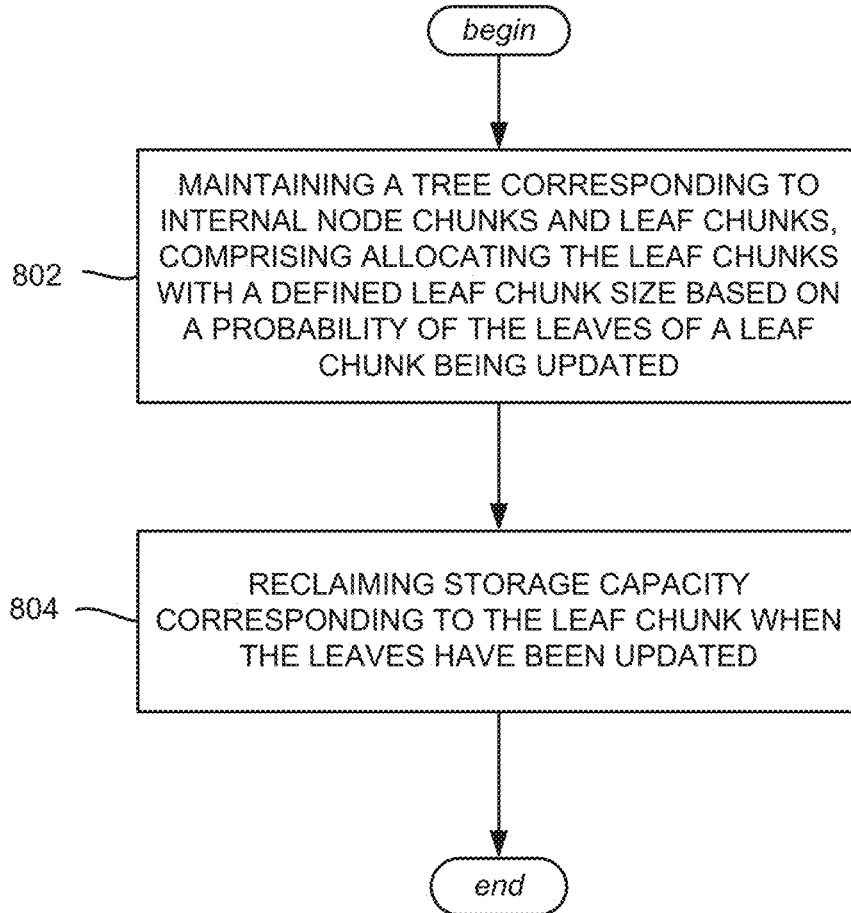 begin
802
MAINTAINING A TREE CORRESPONDING TO
INTERNAL NODE CHUNKS AND LEAF CHUNKS,
COMPRISING ALLOCATING THE LEAF CHUNKS
WITH A DEFINED LEAF CHUNK SIZE BASED ON
A PROBABILITY OF THE LEAVES OF A LEAF
CHUNK BEING UPDATED
804
RECLAIMING STORAGE CAPACITY
CORRESPONDING TO THE LEAF CHUNK WHEN
THE LEAVES HAVE BEEN UPDATED
end